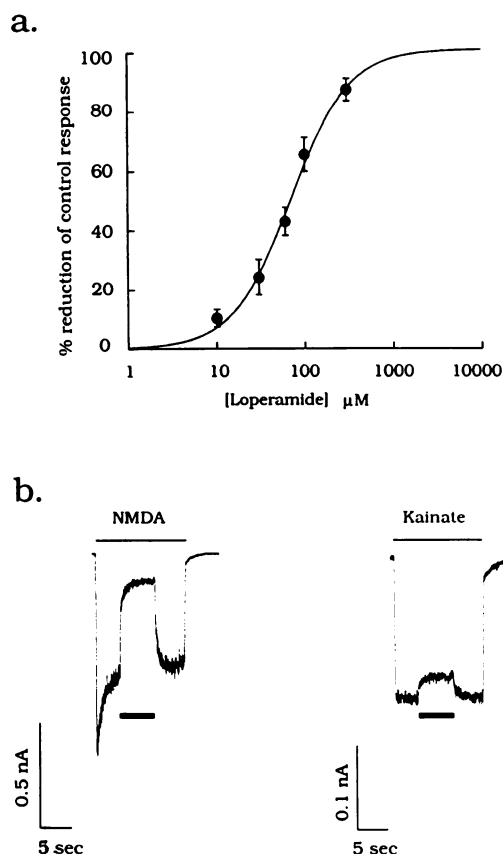 a.
% reduction of control response
100
80
60
40
20
0
1 10 100 1000 10000
[Loperamide] µM
b.
NMDA
Kainate
0.5 nA
5 sec
0.1 nA
5 sec